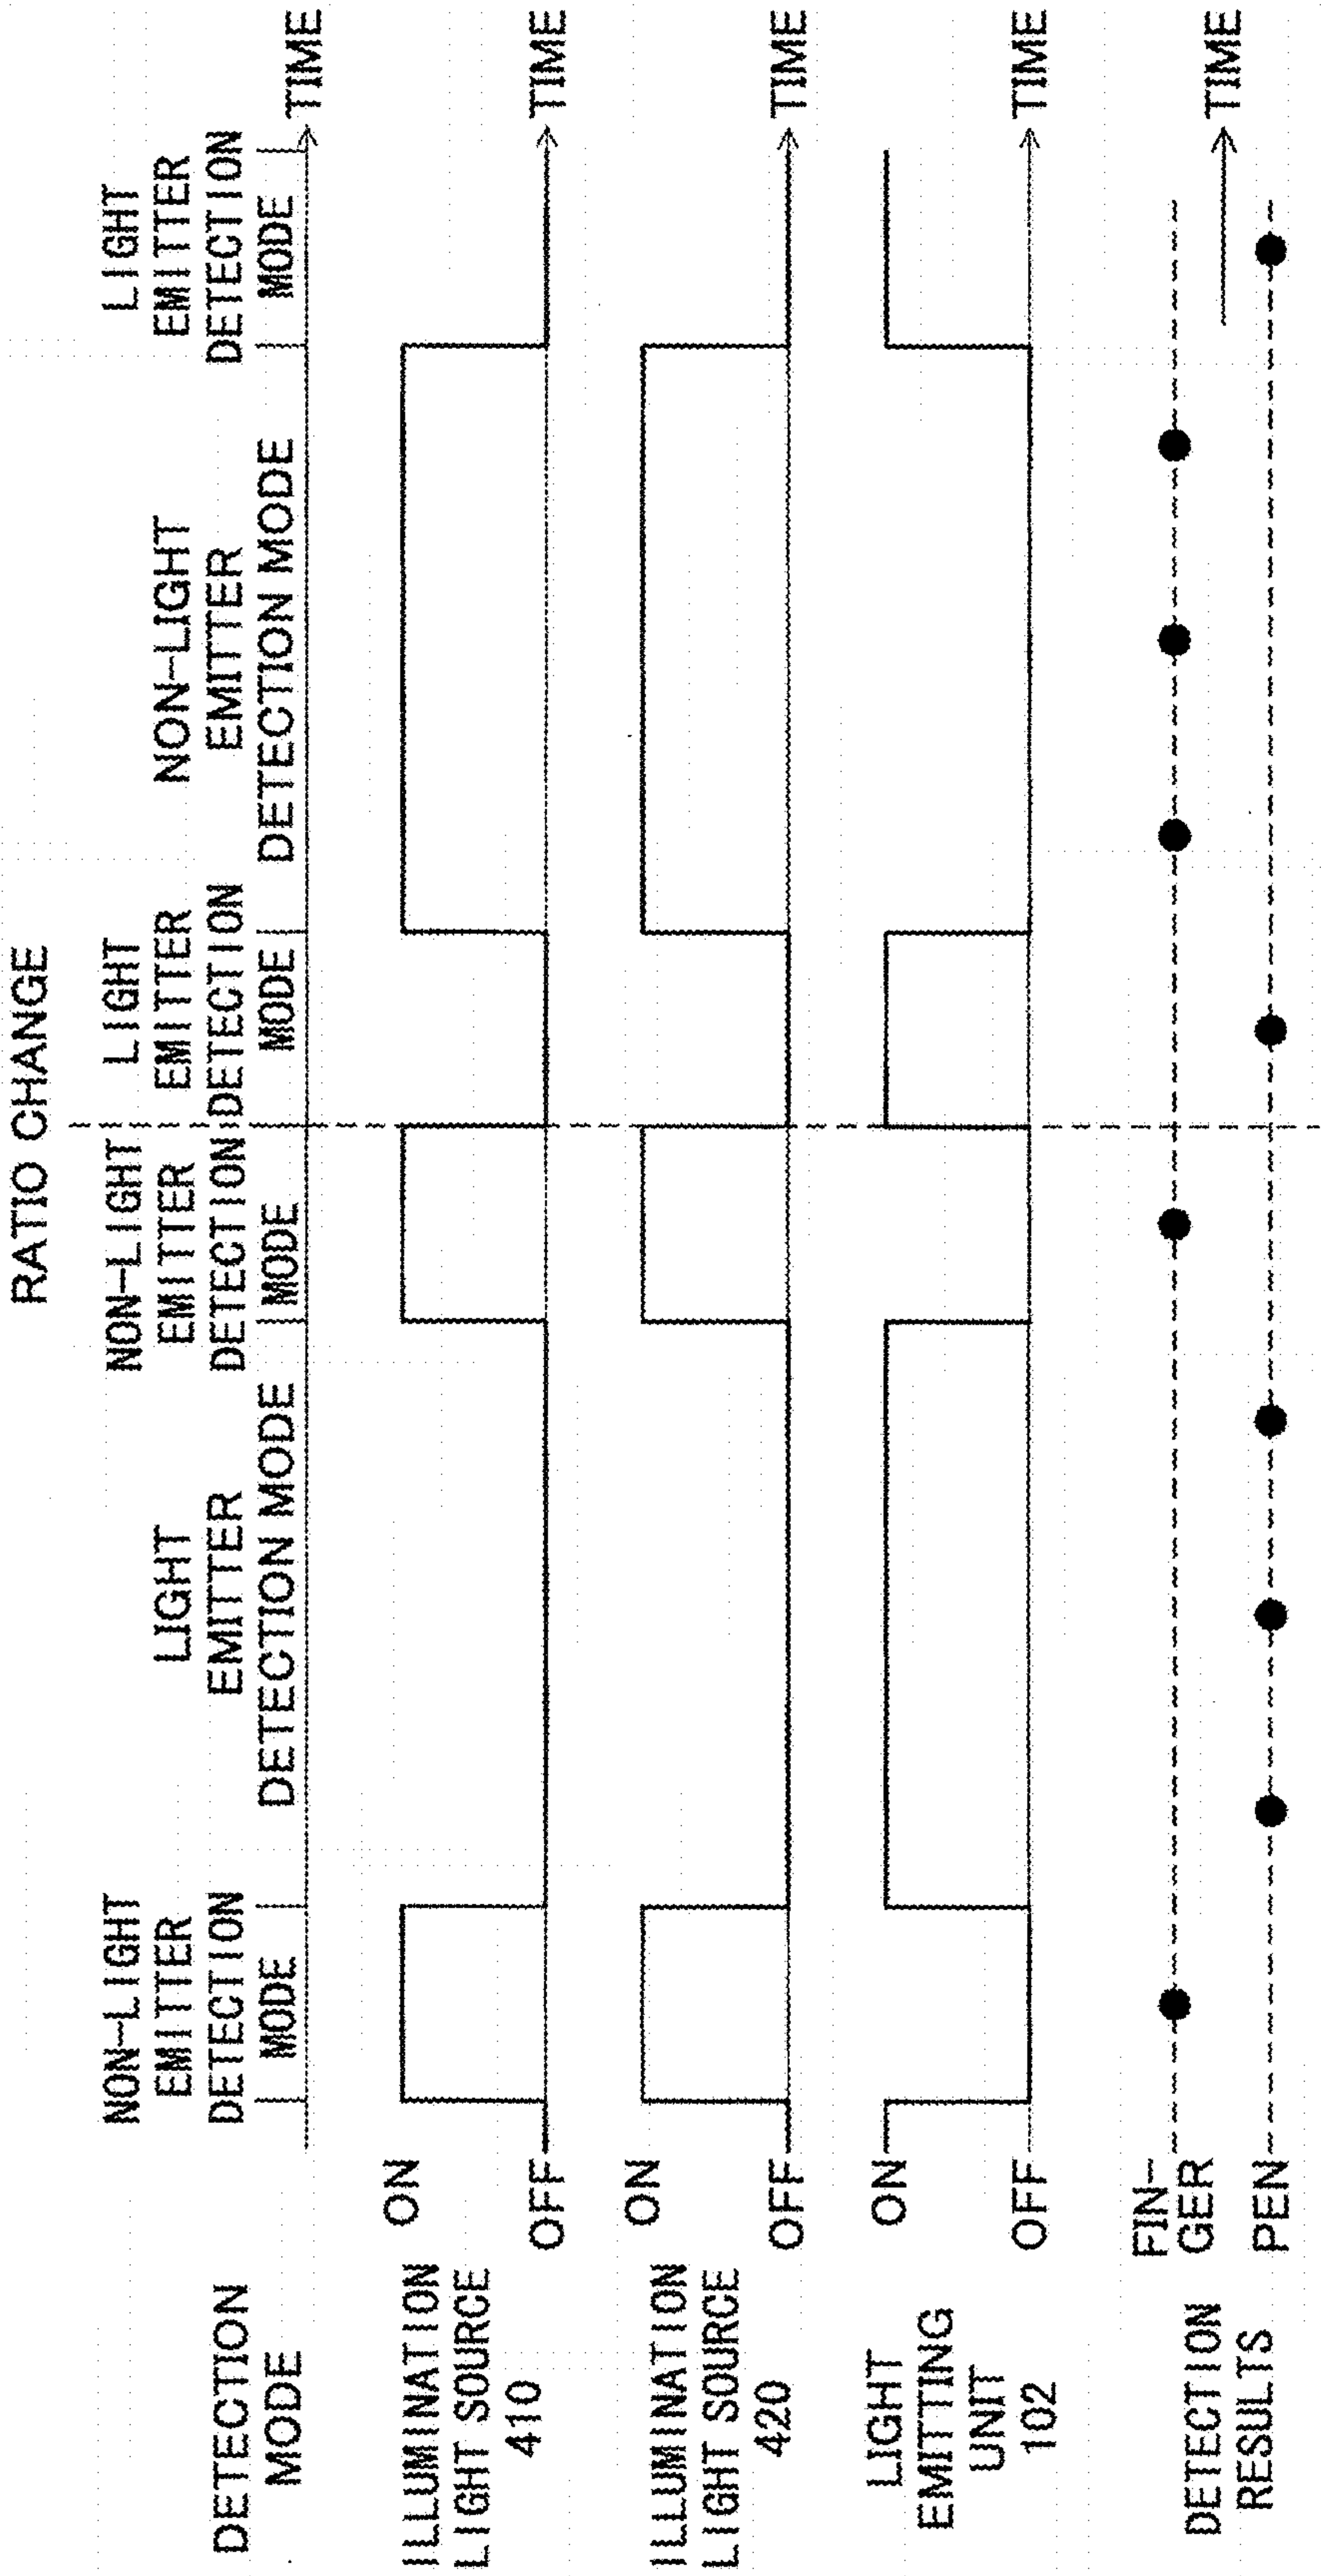 RATIO CHANGE
DETECTION
MODE
NON-LIGHT
EMITTER
DETECTION
MODE
LIGHT
EMITTER
DETECTION MODE
NON-LIGHT
EMITTER
DETECTION
MODE
LIGHT
EMITTER
DETECTION
MODE
NON-LIGHT
EMITTER
DETECTION MODE
LIGHT
EMITTER
DETECTION
MODE
TIME
ILLUMINATION
LIGHT SOURCE
410
ON
OFF
TIME
ILLUMINATION
LIGHT SOURCE
420
ON
OFF
TIME
LIGHT
EMITTING
UNIT
102
ON
OFF
TIME
DETECTION
RESULTS
FIN-
GER
PEN
TIME